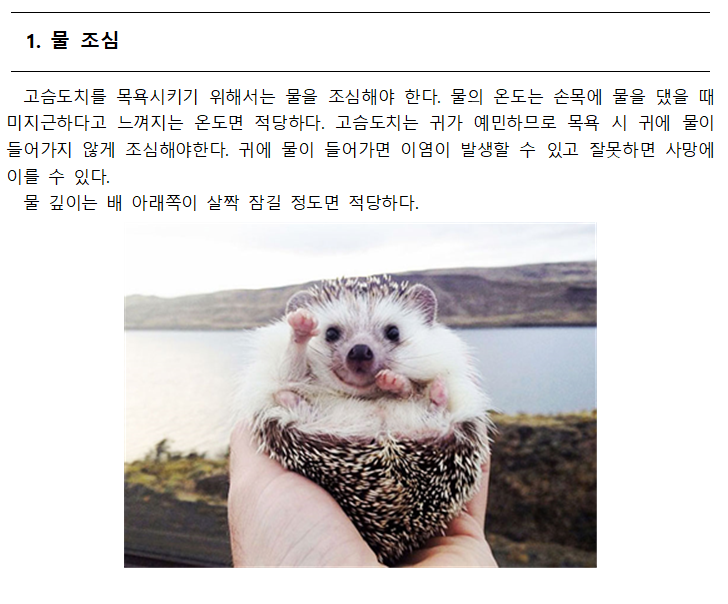 1. 물 조심
고슴도치를 목욕시키기 위해서는 물을 조심해야 한다. 물의 온도는 손목에 물을 댔을 때
미지근하다고 느껴지는 온도면 적당하다. 고슴도치는 귀가 예민하므로 목욕 시 귀에 물이
들어가지 않게 조심해야한다. 귀에 물이 들어가면 이염이 발생할 수 있고 잘못하면 사망에
이를 수 있다.
물 깊이는 배 아래쪽이 살짝 잠길 정도면 적당하다.